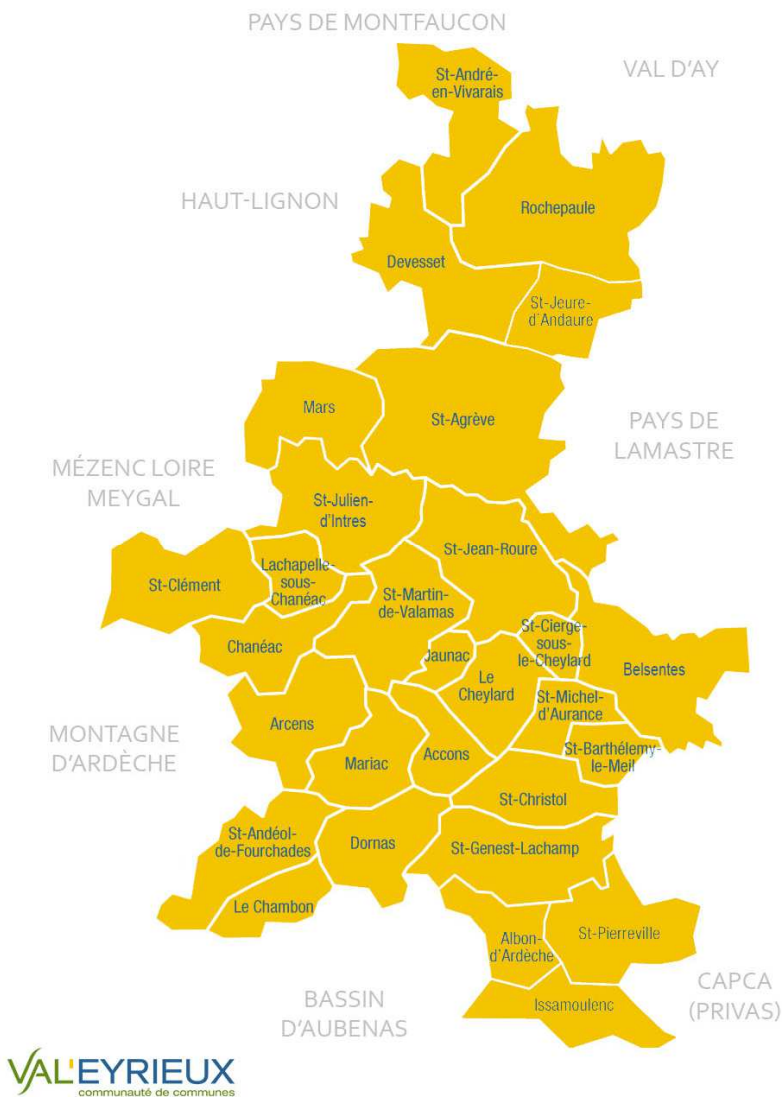 PAYS DE MONTFAUCON
VAL D'AY
St-André-
en-Vivarais
HAUT-LIGNON
Rochepaule
Devesset
St-Jeure-
d'Andaure
Mars
St-Agrève
PAYS DE
LAMASTRE
MÉZENC LOIRE
MEYGAL
St-Julien-
d'Intres
St-Jean-Roure
St-Clément
Lachapelle-
sous-
Chanéac
St-Martin-
de-Valamas
Chanéac
Jaunac
St-Cierge-
sous-
le-Cheylard
Le
Cheylard
Belsentes
St-Michel-
d'Aurance
Arcens
MONTAGNE
D'ARDÈCHE
Mariac
Accons
St-Barthélemy-
le-Meil
St-Christol
St-Andéol-
de-Fourchades
Dornas
St-Genest-Lachamp
Le Chambon
Albon-
d'Ardèche
St-Pierreville
Issamoulenc
CAPCA
(PRIVAS)
BASSIN
D'AUBENAS
VAL'EYRIEUX
communauté de communes